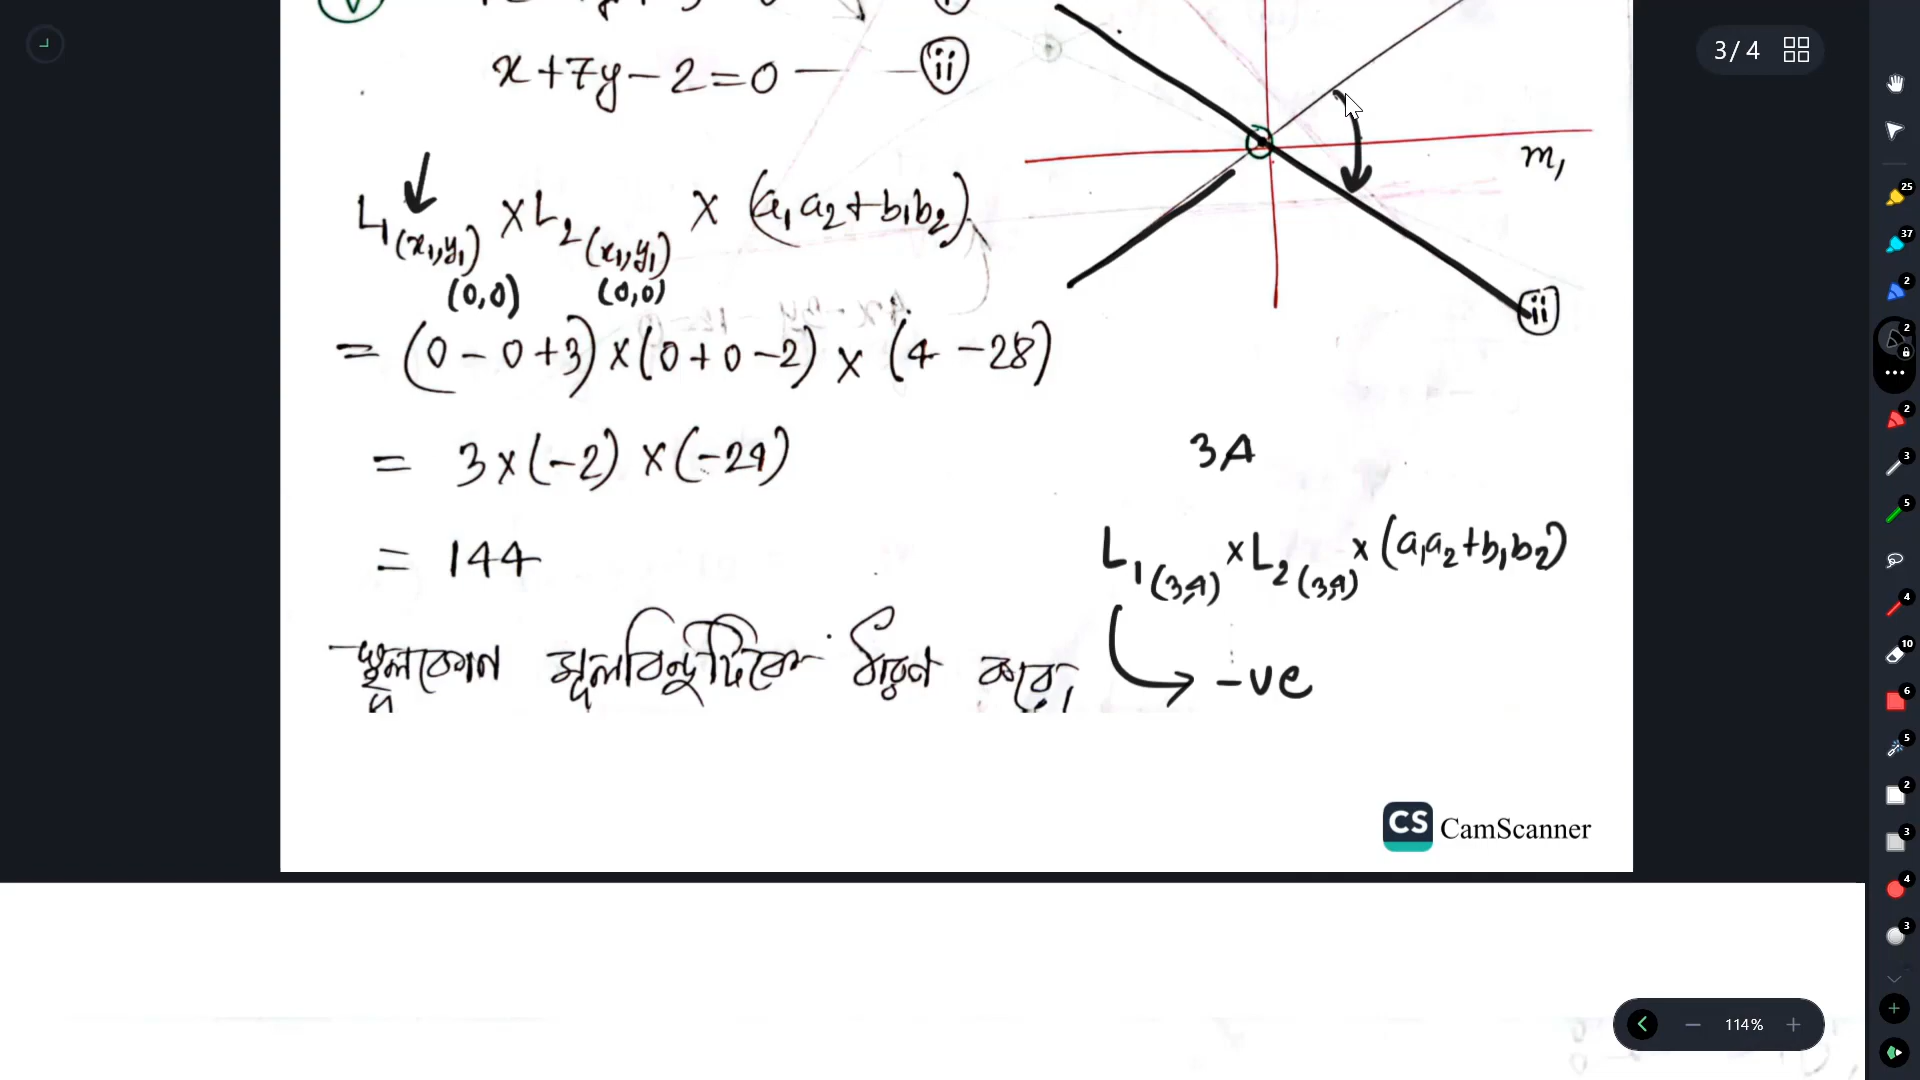 3/4
x+7y-2=0 — — (ii)
m₁
L₁(x₁,y₁) × L₂(x₁,y₁) × (a₁a₂+b₁b₂)
(0,0) (0,0)
(ii)
= (0-0+3) × (0+0-2) × (4-28)
= 3×(-2) × (-24)
3A
= 144
L₁(3,A) × L₂(3,A) × (a₁a₂+b₁b₂)
→ -ve
স্থূলকোণ মূলবিন্দুটিকে ধারণ করে।
CS CamScanner
114%